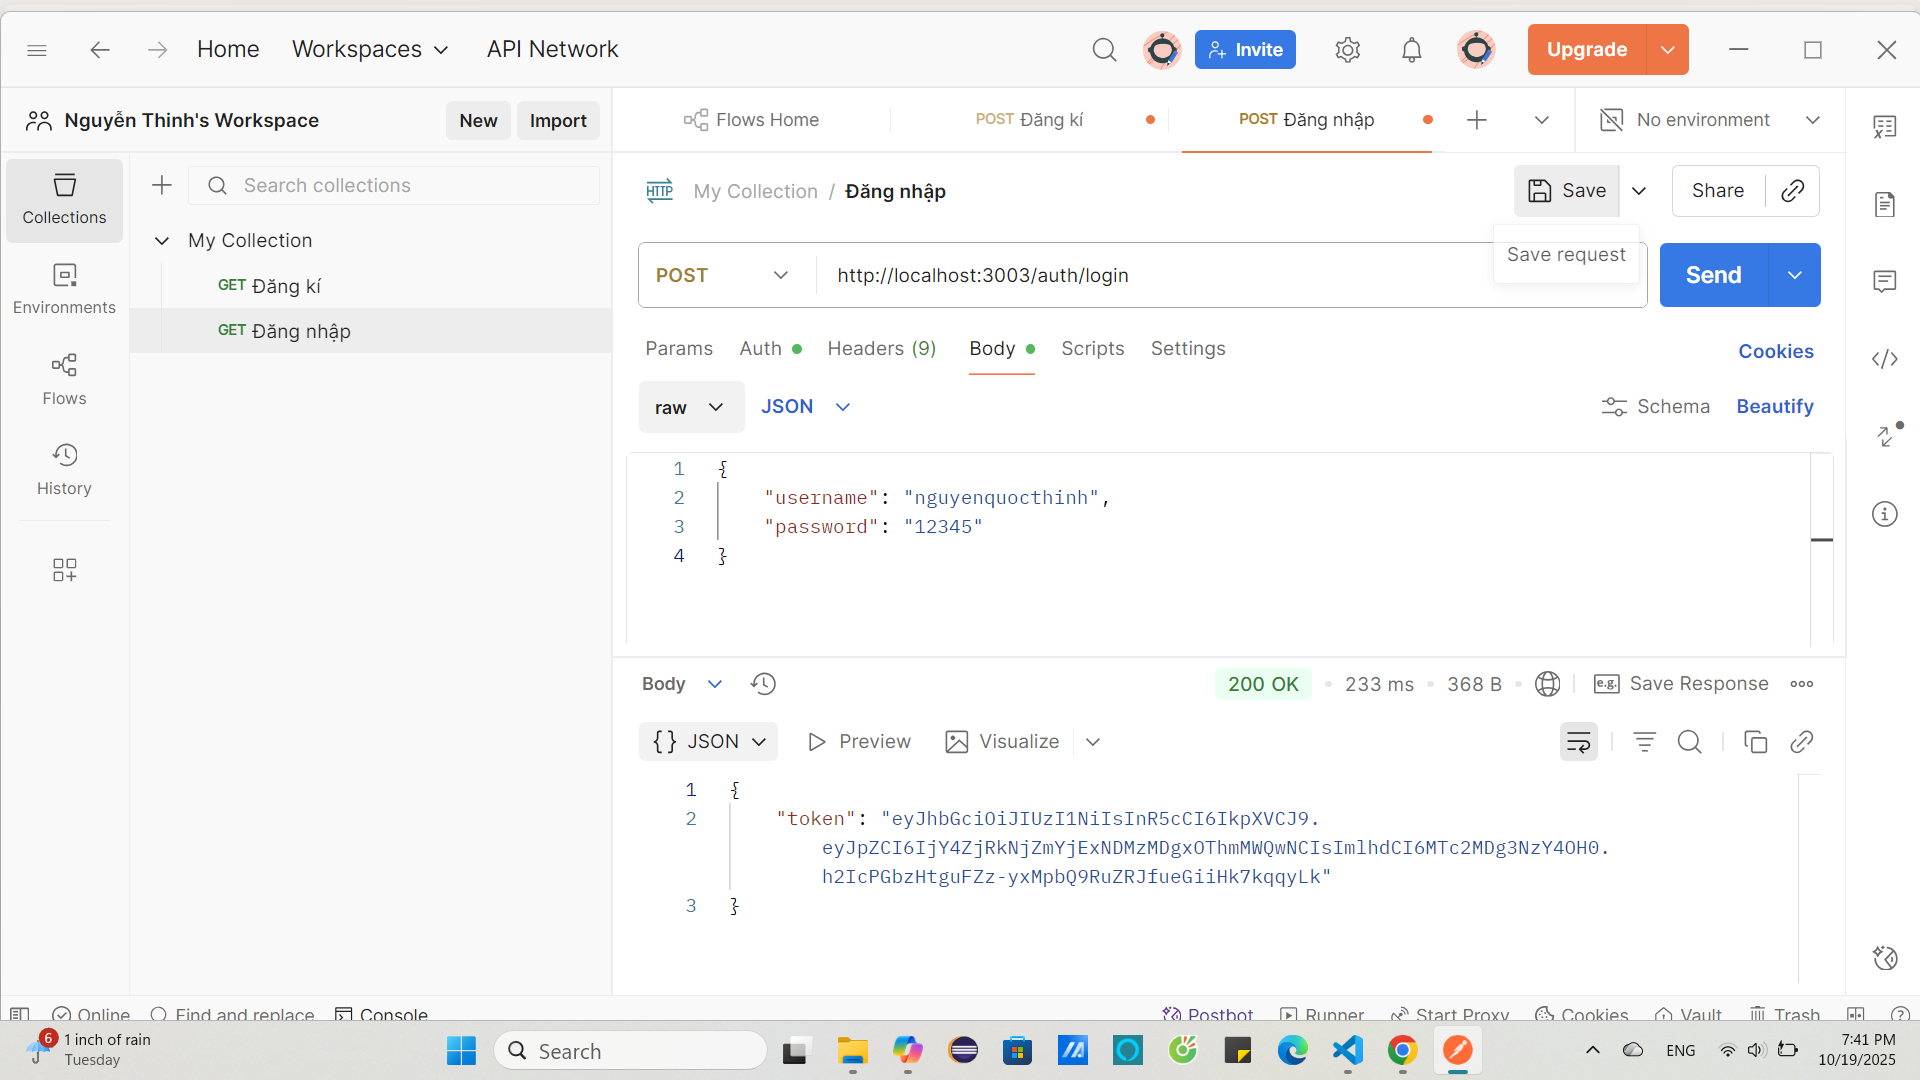 Home
Workspaces
API Network
Invite
Upgrade
Nguyễn Thinh's Workspace
New
Import
Flows Home
POST Đăng kí
POST Đăng nhập
No environment
Collections
Search collections
My Collection
GET Đăng kí
GET Đăng nhập
Environments
Flows
History
HTTP
My Collection / Đăng nhập
Save
Share
Save request
POST
http://localhost:3003/auth/login
Send
Params
Auth
Headers (9)
Body
Scripts
Settings
Cookies
raw
JSON
Schema
Beautify
1 {
2 "username": "nguyenquocthinh",
3 "password": "12345"
4 }
Body
200 OK
233 ms
368 B
e.g.
Save Response
{} JSON
Preview
Visualize
1 {
2 "token": "eyJhbGciOiJIUzI1NiIsInR5cCI6IkpXVCJ9.
eyJpZCI6IjY4ZjRkNjZmYjExNDMzMDgxOThmMWQwNCIsImlhdCI6MTc2MDg3NzY4OH0.
h2IcPGbzHtguFZz-yxMpbQ9RuZRJfueGiiHk7kqqyLk"
3 }
Online
Find and replace
Console
Postbot
Runner
Start Proxy
Cookies
Vault
Trash
6
1 inch of rain
Tuesday
Search
ENG
7:41 PM
10/19/2025